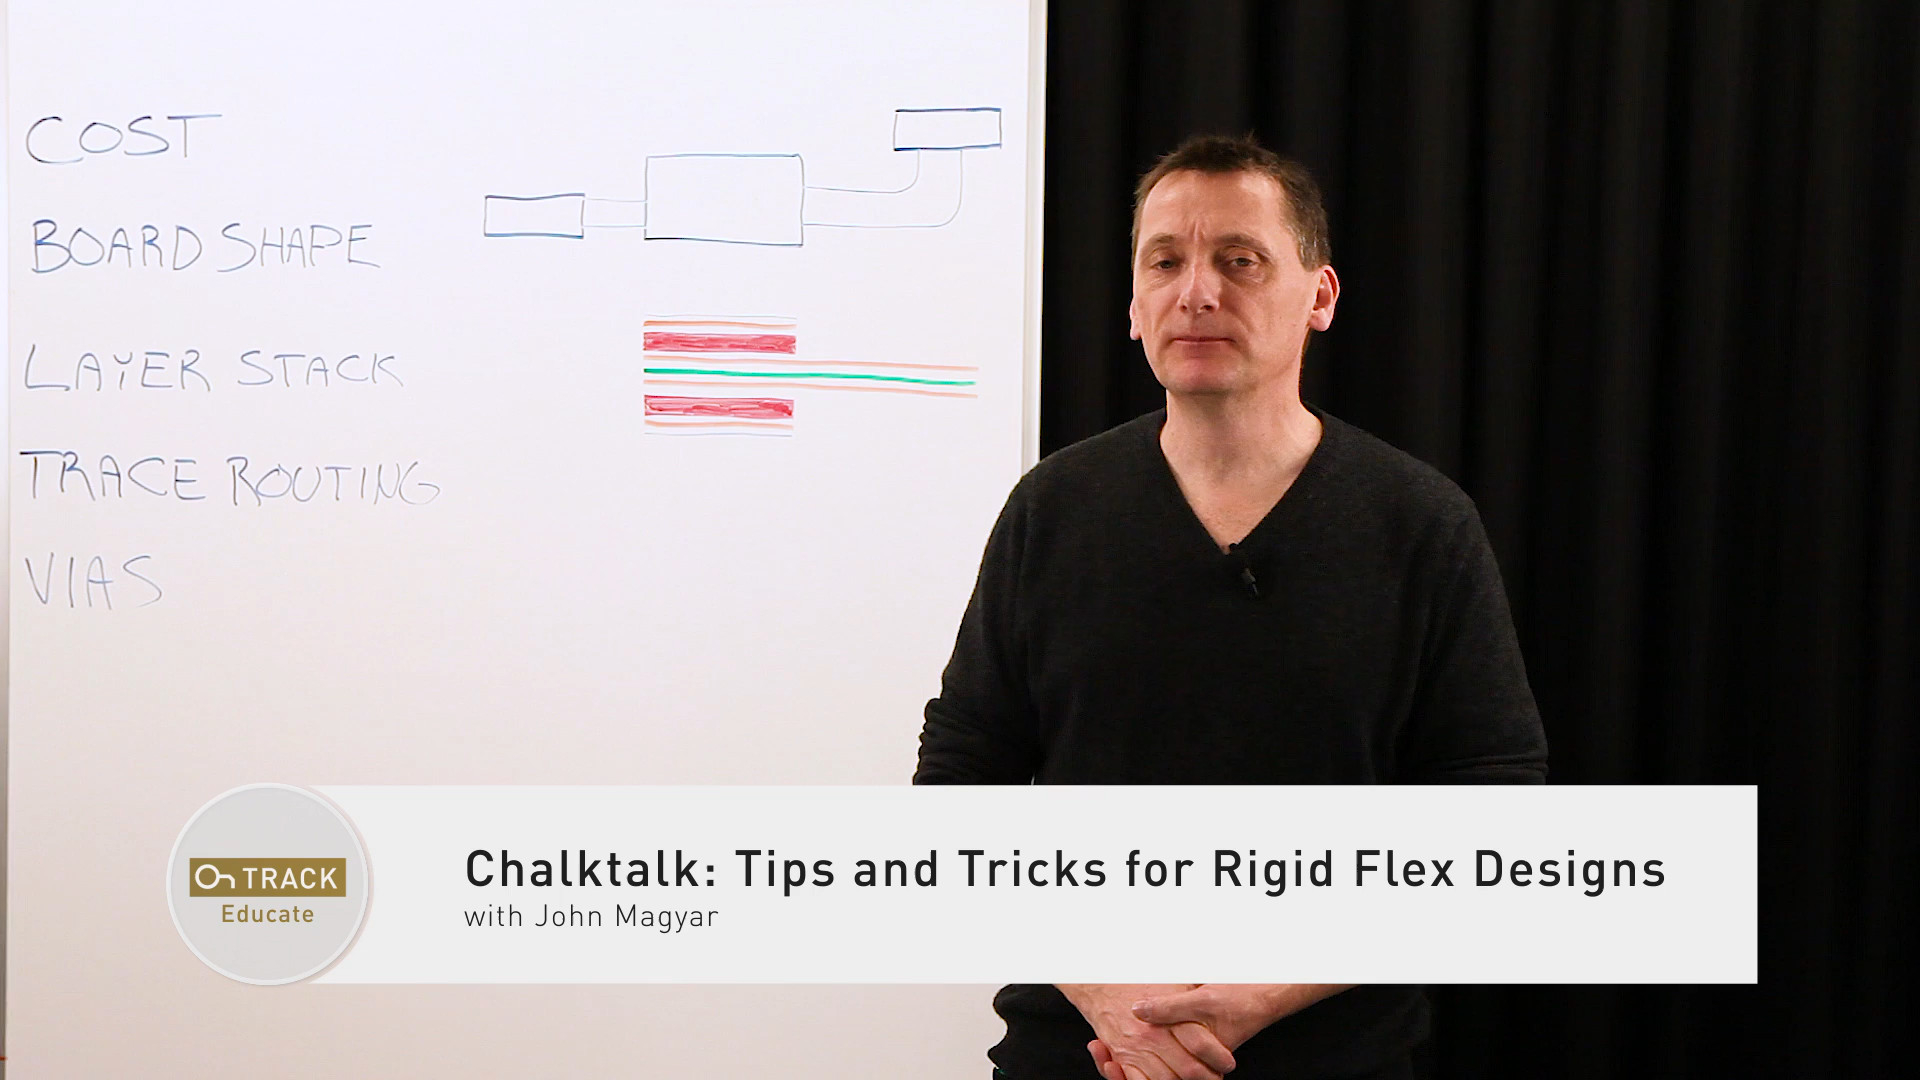 COST
BOARD SHAPE
LAYER STACK
TRACE ROUTING
VIAS
On TRACK
Educate
Chalktalk: Tips and Tricks for Rigid Flex Designs
with John Magyar